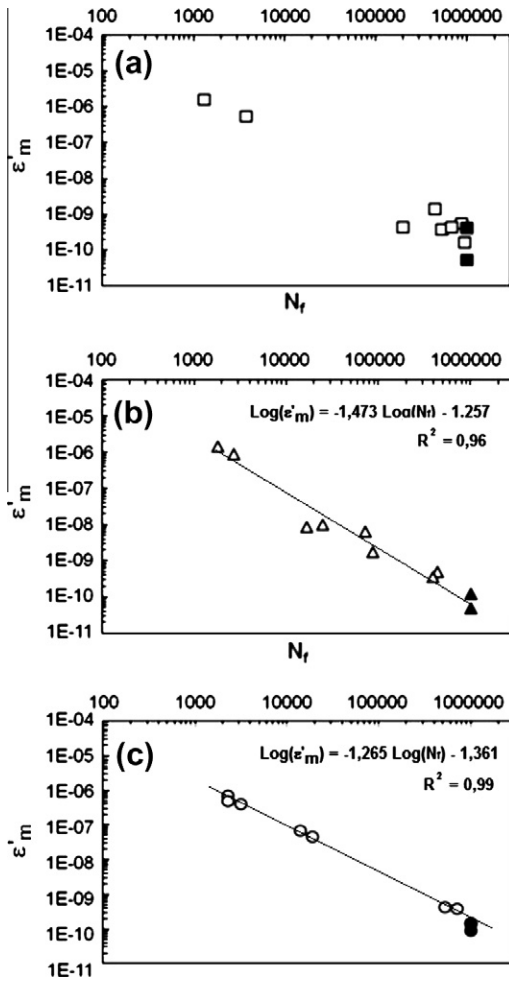 100 1000 10000 100000 1000000
1E-04
(a)
1E-05
1E-06
ε'm
1E-07
1E-08
1E-09
1E-10
1E-11
Nf
100 1000 10000 100000 1000000
1E-04
(b)
Log(ε'm) = -1,473 Log(Nf) - 1.257
1E-05
R² = 0,96
1E-06
1E-07
ε'm
1E-08
1E-09
1E-10
1E-11
Nf
100 1000 10000 100000 1000000
1E-04
(c)
Log(ε'm) = -1,265 Log(Nf) - 1,361
1E-05
R² = 0,99
1E-06
1E-07
ε'm
1E-08
1E-09
1E-10
1E-11